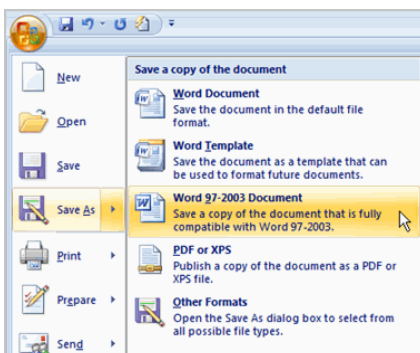 New
Open
Save
Save As
Print
Prepare
Send
Save a copy of the document
Word Document
Save the document in the default file
format.
Word Template
Save the document as a template that can
be used to format future documents.
Word 97-2003 Document
Save a copy of the document that is fully
compatible with Word 97-2003.
PDF or XPS
Publish a copy of the document as a PDF or
XPS file.
Other Formats
Open the Save As dialog box to select from
all possible file types.